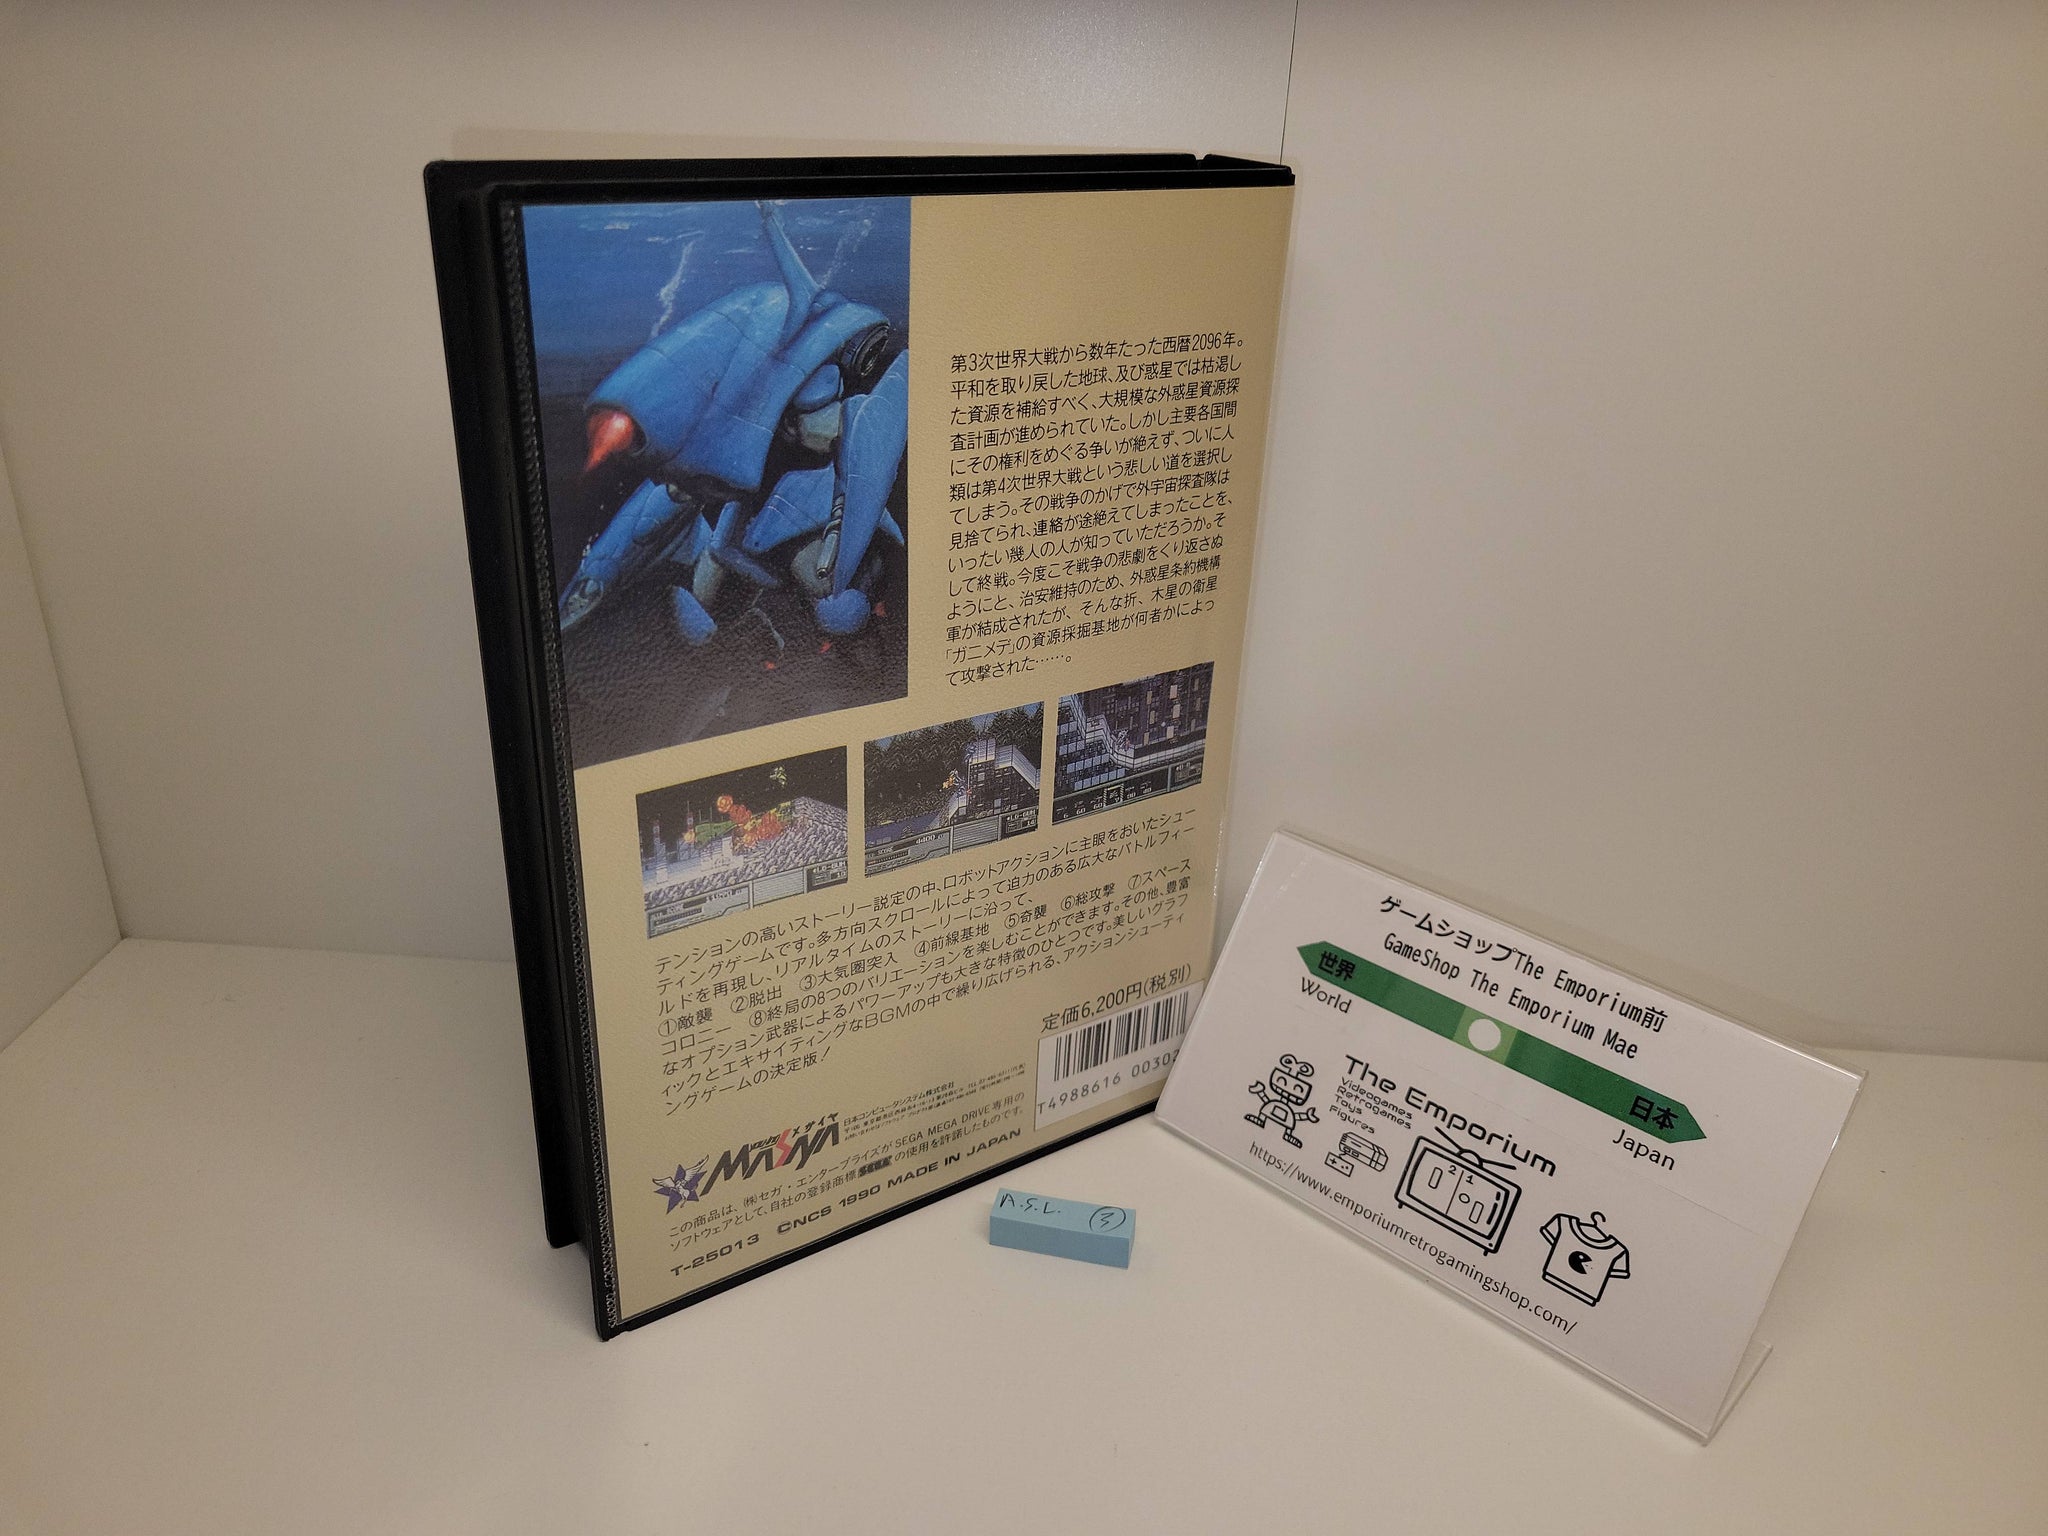 第3次世界大戦から数年たった西暦2096年。
平和を取り戻した地球、及び惑星では枯渇し
た資源を補給すべく、大規模な外惑星資源探
査計画が進められていた。しかし主要各国間
にその権利をめぐる争いが絶えず、ついに人
類は第4次世界大戦という悲しい道を選択し
てしまう。その戦争のかげで外宇宙探査隊は
見捨てられ、連絡が途絶えてしまったことを、
いったい幾人の人が知っていただろうか。そ
して終戦。今度こそ戦争の悲劇をくり返さぬ
ようにと、治安維持のため、外惑星条約機構
軍が結成されたが、そんな折、木星の衛星
「ガニメデ」の資源採掘基地が何者かによっ
て攻撃された……。
テンションの高いストーリー設定の中、ロボットアクションに主眼をおいたシュー
ティングゲームです。多方向スクロールによって迫力のある広大なバトルフィー
ルドを再現し、リアルタイムのストーリーに沿って、
①敵襲 ②脱出 ③大気圏突入 ④前線基地 ⑤奇襲 ⑥総攻撃 ⑦スペース
コロニー ⑧終局の8つのバリエーションを楽しむことができます。その他、豊富
なオプション武器によるパワーアップも大きな特徴のひとつです。美しいグラフ
ィックとエキサイティングなBGMの中で繰り広げられる、アクションシューティ
ングゲームの決定版!
定価6,200円(税別)
T4988616 00302
メサイヤ
MASAYA
日本コンピュータシステム株式会社
この商品は、(株)セガ・エンタープライゼスが SEGA MEGA DRIVE 専用の
ソフトウェアとして、自社の登録商標 SEGA の使用を許諾したものです。
T-25013 ©NCS 1990 MADE IN JAPAN
A.S.L. 3
ゲームショップThe Emporium前
GameShop The Emporium Mae
世界
World
日本
Japan
The Emporium
Videogames
Retrogames
Toys
Figures
2 1
https://www.emporiumretrogamingshop.com/